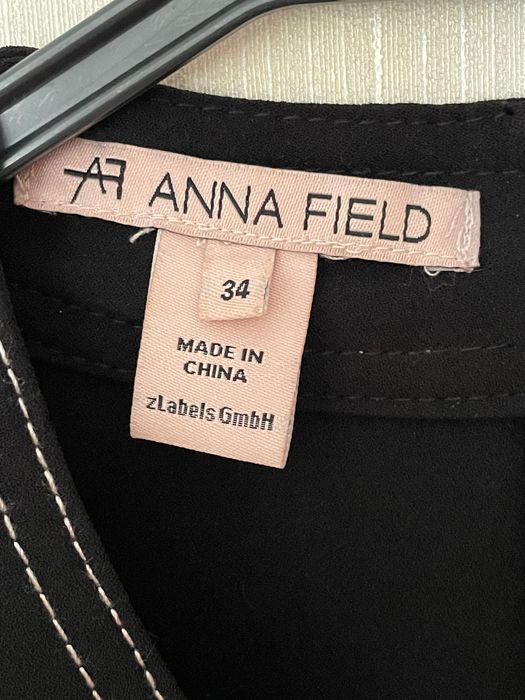 AF ANNA FIELD
34
MADE IN
CHINA
zLabels GmbH